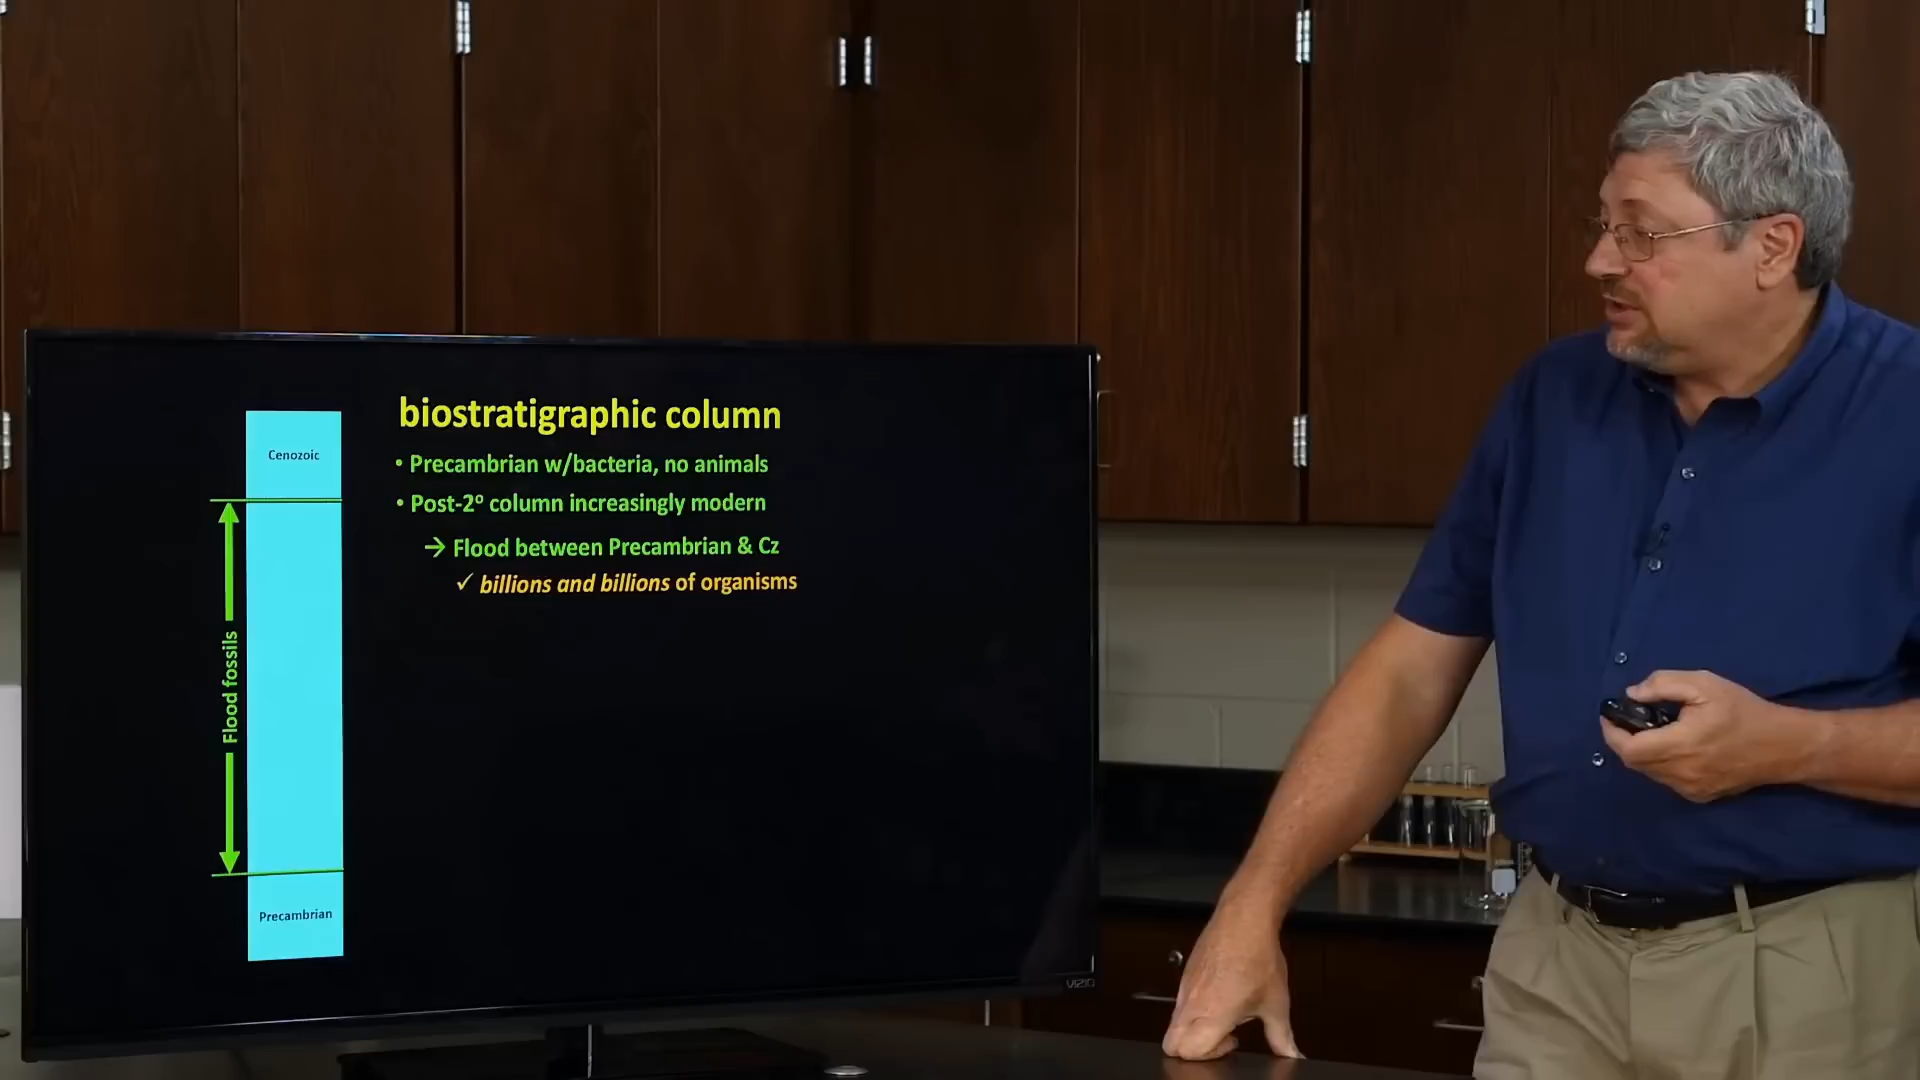 biostratigraphic column
• Precambrian w/bacteria, no animals
• Post-2º column increasingly modern
→ Flood between Precambrian & Cz
✓ billions and billions of organisms
Cenozoic
Flood fossils
Precambrian
VIZIO